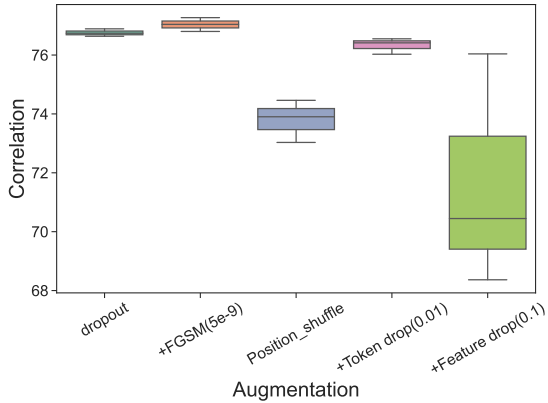 76
74
72
70
68
Correlation
dropout
+FGSM(5e-9)
Position_shuffle
+Token drop(0.01)
+Feature drop(0.1)
Augmentation